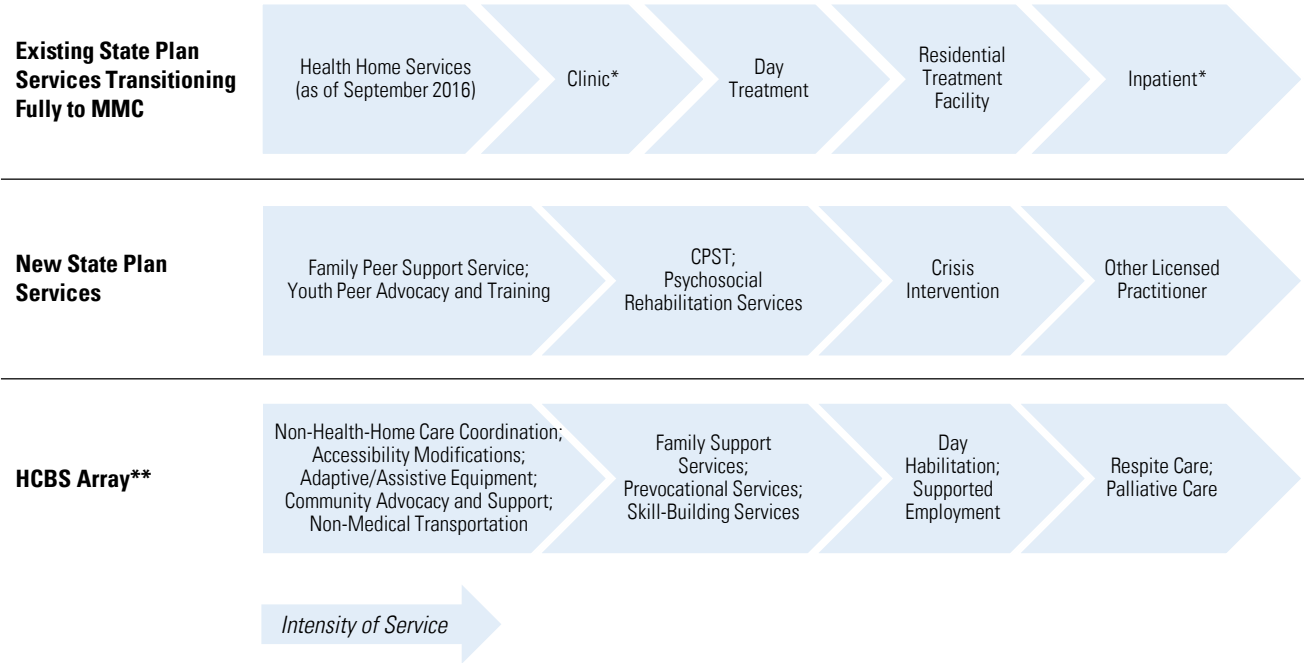 Existing State Plan
Services Transitioning
Fully to MMC
Health Home Services
(as of September 2016)
Clinic*
Day
Treatment
Residential
Treatment
Facility
Inpatient*
New State Plan
Services
Family Peer Support Service;
Youth Peer Advocacy and Training
CPST;
Psychosocial
Rehabilitation Services
Crisis
Intervention
Other Licensed
Practitioner
HCBS Array**
Non-Health-Home Care Coordination;
Accessibility Modifications;
Adaptive/Assistive Equipment;
Community Advocacy and Support;
Non-Medical Transportation
Family Support
Services;
Prevocational Services;
Skill-Building Services
Day
Habilitation;
Supported
Employment
Respite Care;
Palliative Care
Intensity of Service